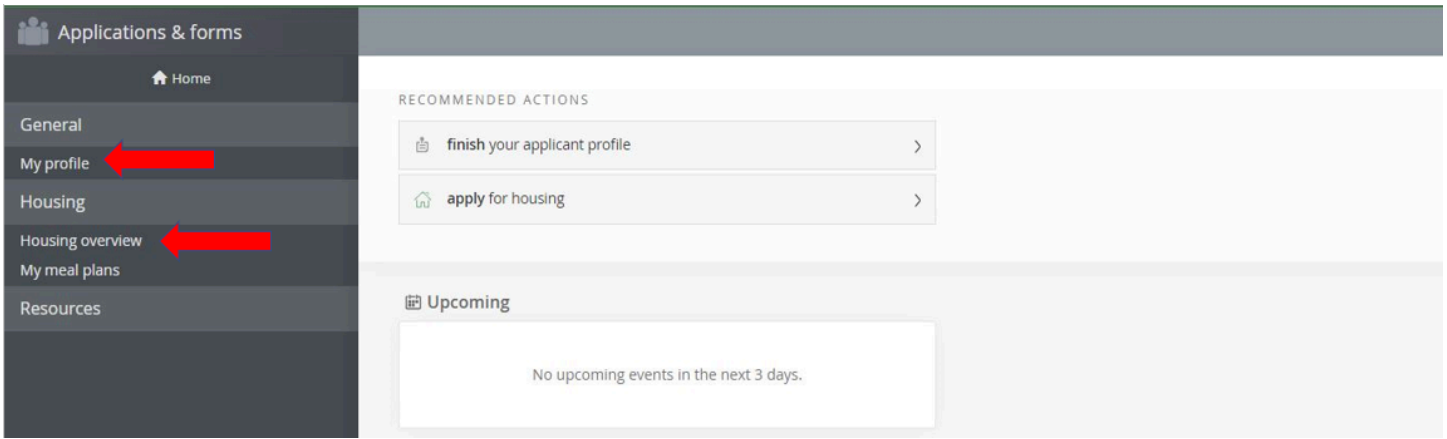 Applications & forms
Home
General
My profile
Housing
Housing overview
My meal plans
Resources
RECOMMENDED ACTIONS
finish your applicant profile
apply for housing
Upcoming
No upcoming events in the next 3 days.